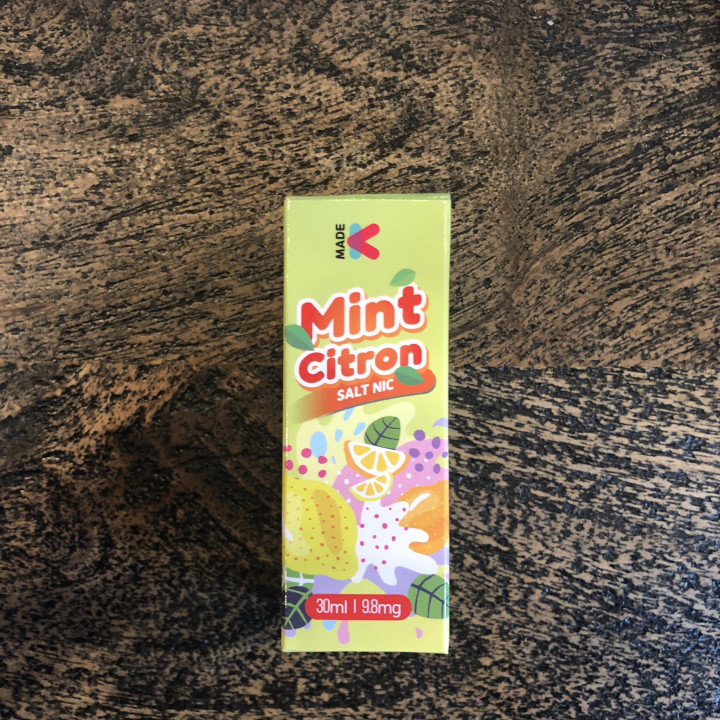 MADE
K
Mint
Citron
SALT NIC
30ml | 9.8mg